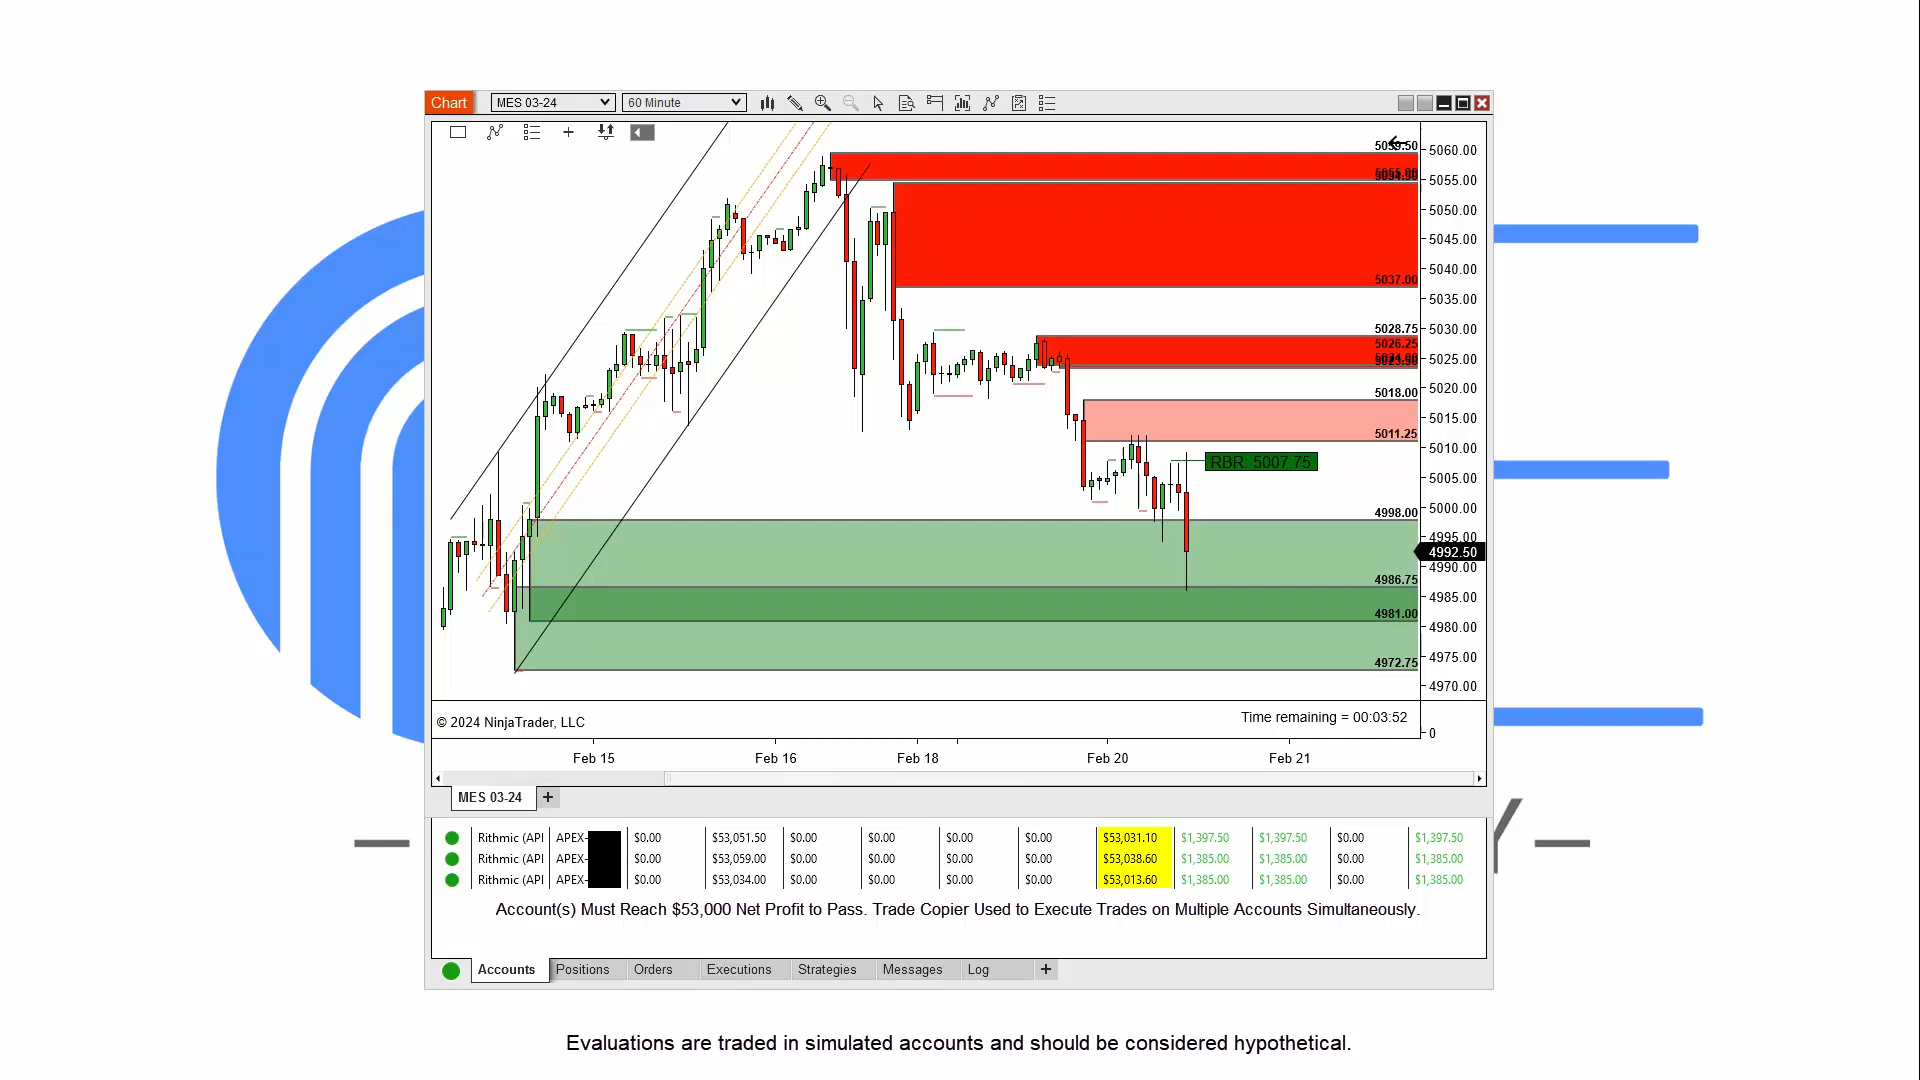 Chart MES 03-24 60 Minute
5059.50
5060.00
5055.00
5050.00
5045.00
5040.00
5037.00
5035.00
5028.75 5030.00
5026.25
5025.00
5020.00
5018.00
5015.00
5011.25
5010.00
RBR: 5007.75
5005.00
5000.00
4998.00
4995.00
4992.50
4990.00
4986.75
4985.00
4981.00
4980.00
4975.00
4972.75
4970.00
© 2024 NinjaTrader, LLC Time remaining = 00:03:52
0
Feb 15 Feb 16 Feb 18 Feb 20 Feb 21
MES 03-24 +
Rithmic (API APEX- $0.00 $53,051.50 $0.00 $0.00 $0.00 $0.00 $53,031.10 $1,397.50 $1,397.50 $0.00 $1,397.50
Rithmic (API APEX- $0.00 $53,059.00 $0.00 $0.00 $0.00 $0.00 $53,038.60 $1,385.00 $1,385.00 $0.00 $1,385.00
Rithmic (API APEX- $0.00 $53,034.00 $0.00 $0.00 $0.00 $0.00 $53,013.60 $1,385.00 $1,385.00 $0.00 $1,385.00
Account(s) Must Reach $53,000 Net Profit to Pass. Trade Copier Used to Execute Trades on Multiple Accounts Simultaneously.
Accounts Positions Orders Executions Strategies Messages Log +
Evaluations are traded in simulated accounts and should be considered hypothetical.